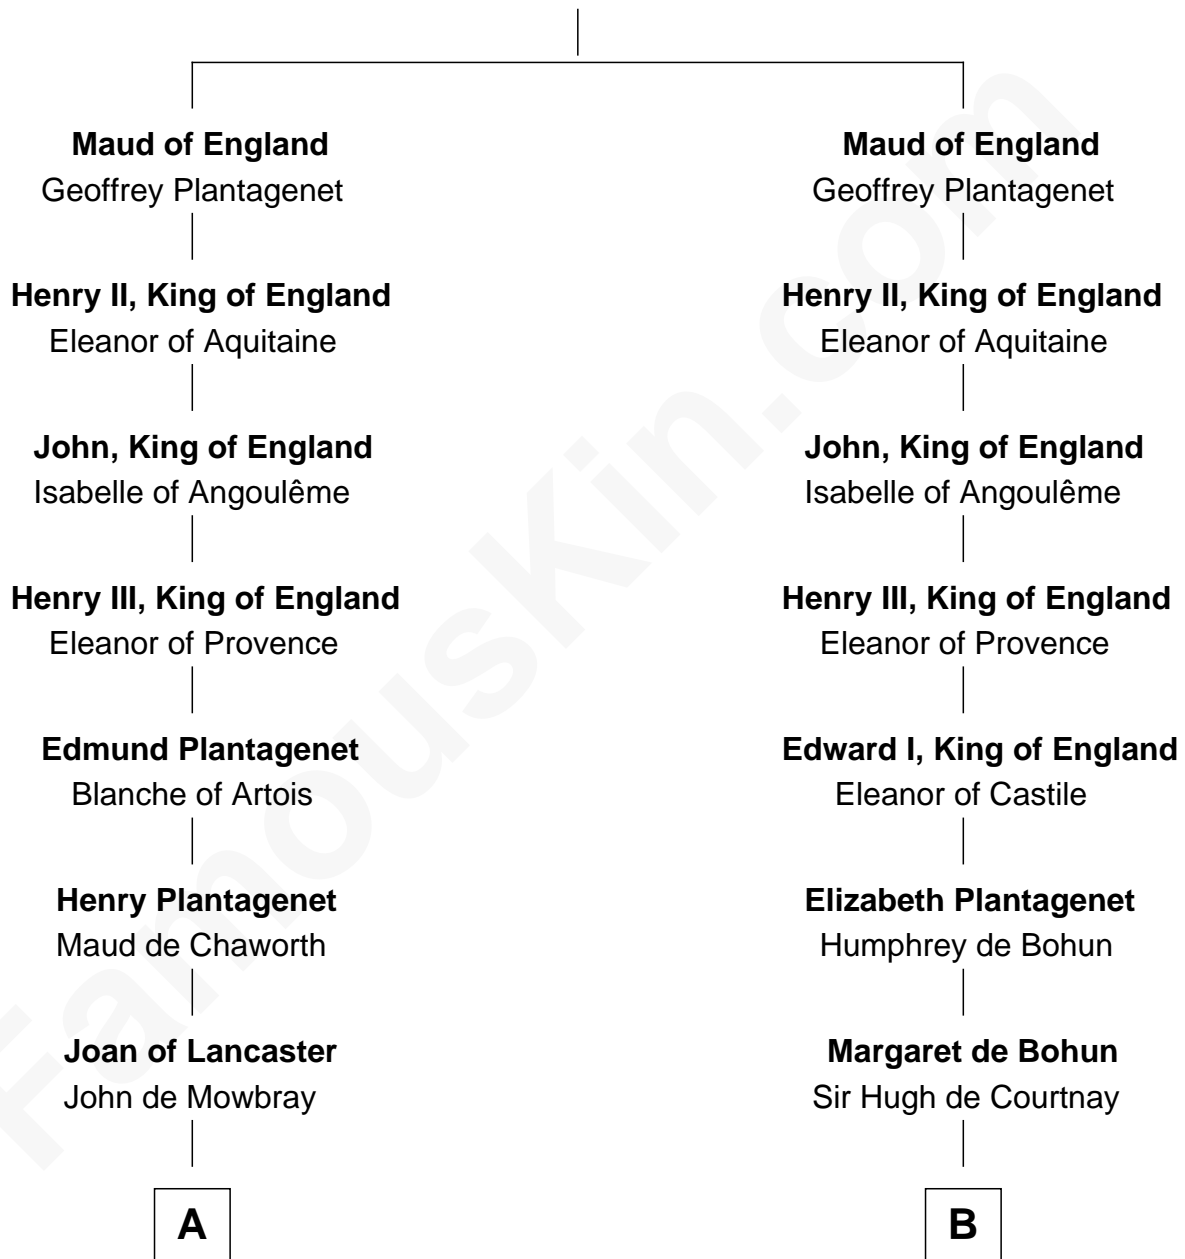 Maud of England
Geoffrey Plantagenet
Henry II, King of England
Eleanor of Aquitaine
John, King of England
Isabelle of Angoulême
Henry III, King of England
Eleanor of Provence
Edmund Plantagenet
Blanche of Artois
Henry Plantagenet
Maud de Chaworth
Joan of Lancaster
John de Mowbray
A
Maud of England
Geoffrey Plantagenet
Henry II, King of England
Eleanor of Aquitaine
John, King of England
Isabelle of Angoulême
Henry III, King of England
Eleanor of Provence
Edward I, King of England
Eleanor of Castile
Elizabeth Plantagenet
Humphrey de Bohun
Margaret de Bohun
Sir Hugh de Courtnay
B
FamousKin.com